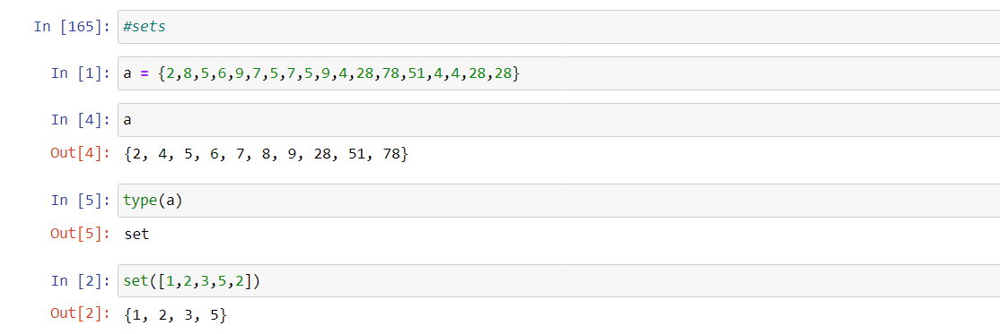 In [165]: #sets
In [1]: a = {2,8,5,6,9,7,5,7,5,9,4,28,78,51,4,4,28,28}
In [4]: a
Out[4]: {2, 4, 5, 6, 7, 8, 9, 28, 51, 78}
In [5]: type(a)
Out[5]: set
In [2]: set([1,2,3,5,2])
Out[2]: {1, 2, 3, 5}